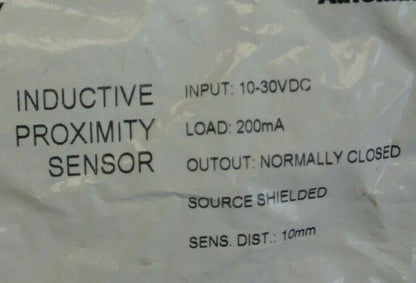 INDUCTIVE
PROXIMITY
SENSOR
INPUT: 10-30VDC
LOAD: 200mA
OUTOUT: NORMALLY CLOSED
SOURCE SHIELDED
SENS. DIST.: 10mm